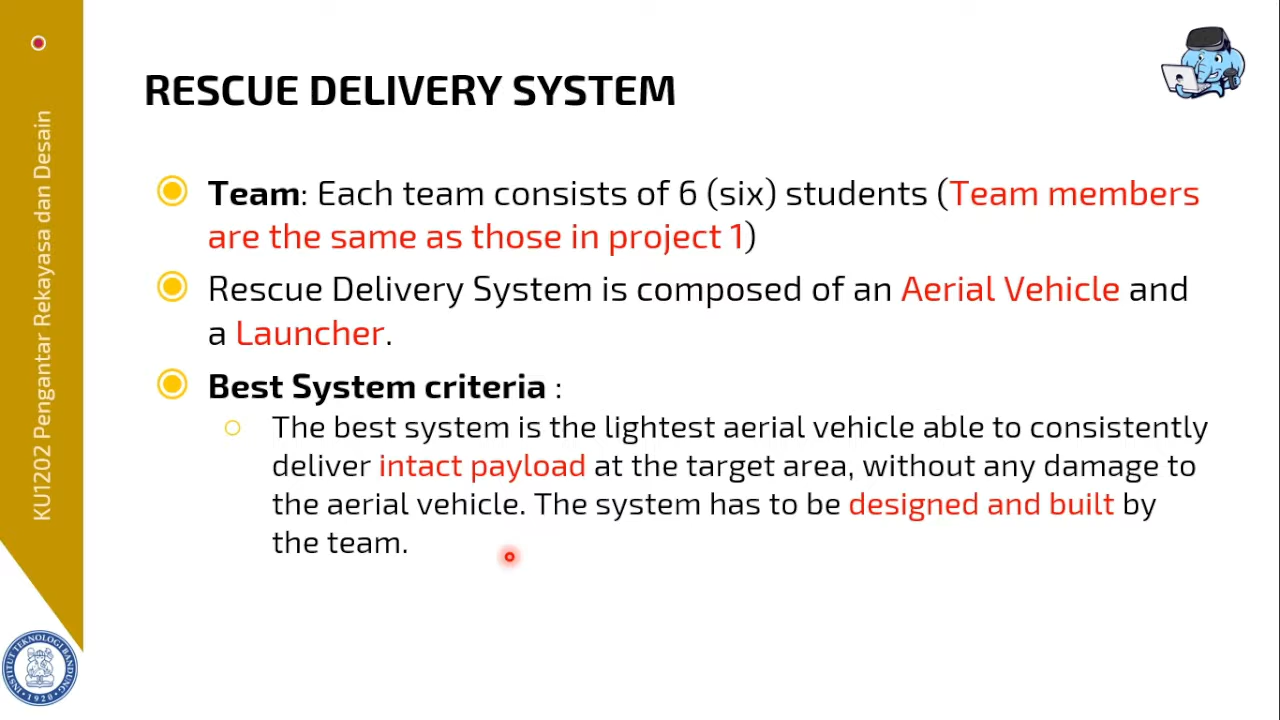 RESCUE DELIVERY SYSTEM
Team: Each team consists of 6 (six) students (Team members
are the same as those in project 1)
Rescue Delivery System is composed of an Aerial Vehicle and
a Launcher.
Best System criteria :
The best system is the lightest aerial vehicle able to consistently
deliver intact payload at the target area, without any damage to
the aerial vehicle. The system has to be designed and built by
the team.
KU1202 Pengantar Rekayasa dan Desain
INSTITUT TEKNOLOGI BANDUNG
1920